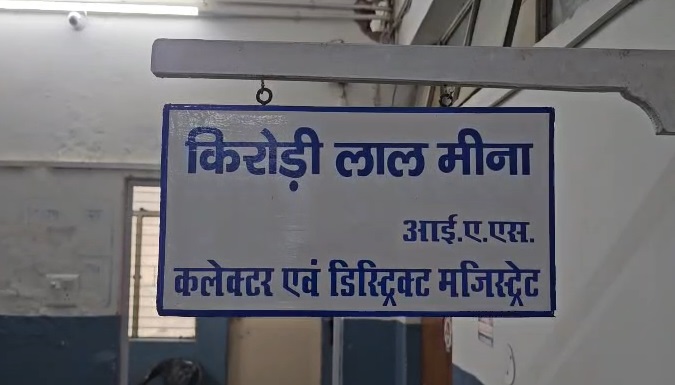 किरोड़ी लाल मीना
आई.ए.एस.
कलेक्टर एवं डिस्ट्रिक्ट मजिस्ट्रेट